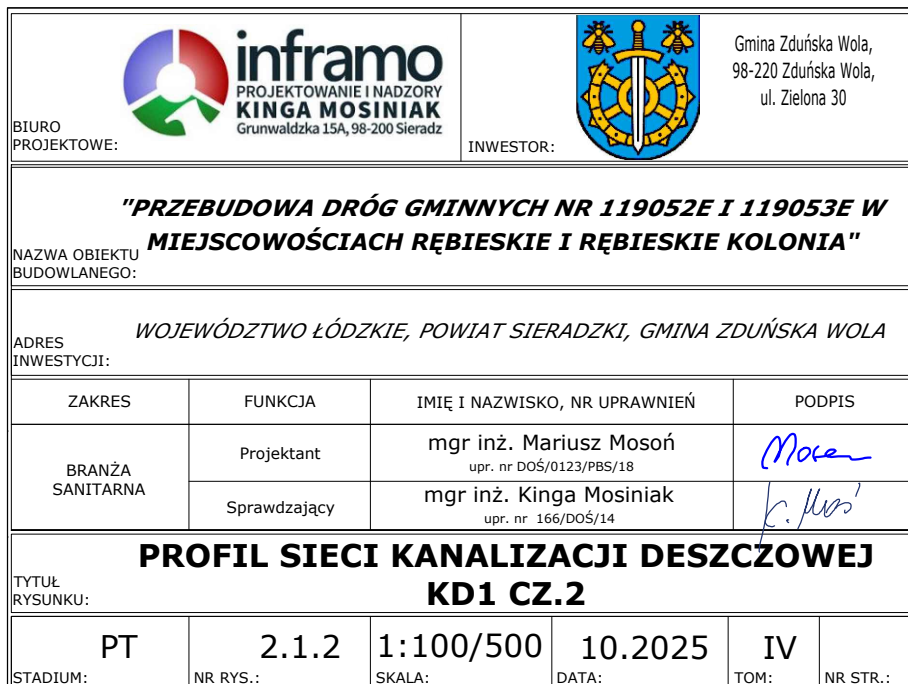 BIURO
PROJEKTOWE:
inframo
PROJEKTOWANIE I NADZORY
KINGA MOSINIAK
Grunwaldzka 15A, 98-200 Sieradz
INWESTOR:
Gmina Zduńska Wola,
98-220 Zduńska Wola,
ul. Zielona 30
NAZWA OBIEKTU
BUDOWLANEGO:
"PRZEBUDOWA DRÓG GMINNYCH NR 119052E I 119053E W
MIEJSCOWOŚCIACH RĘBIESKIE I RĘBIESKIE KOLONIA"
ADRES
INWESTYCJI:
WOJEWÓDZTWO ŁÓDZKIE, POWIAT SIERADZKI, GMINA ZDUŃSKA WOLA
ZAKRES FUNKCJA IMIĘ I NAZWISKO, NR UPRAWNIEŃ PODPIS
BRANŻA
SANITARNA
Projektant
mgr inż. Mariusz Mosoń
upr. nr DOŚ/0123/PBS/18
Sprawdzający
mgr inż. Kinga Mosiniak
upr. nr 166/DOŚ/14
TYTUŁ
RYSUNKU:
PROFIL SIECI KANALIZACJI DESZCZOWEJ
KD1 CZ.2
PT 2.1.2 1:100/500 10.2025 IV
STADIUM: NR RYS.: SKALA: DATA: TOM: NR STR.: